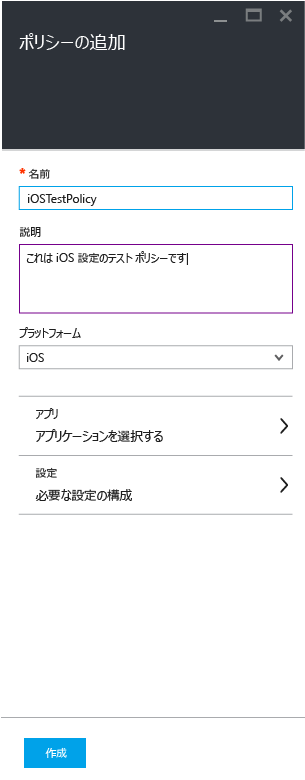 ポリシーの追加
* 名前
iOSTestPolicy
説明
これは iOS 設定のテスト ポリシーです
プラットフォーム
iOS
アプリ
アプリケーションを選択する
設定
必要な設定の構成
作成